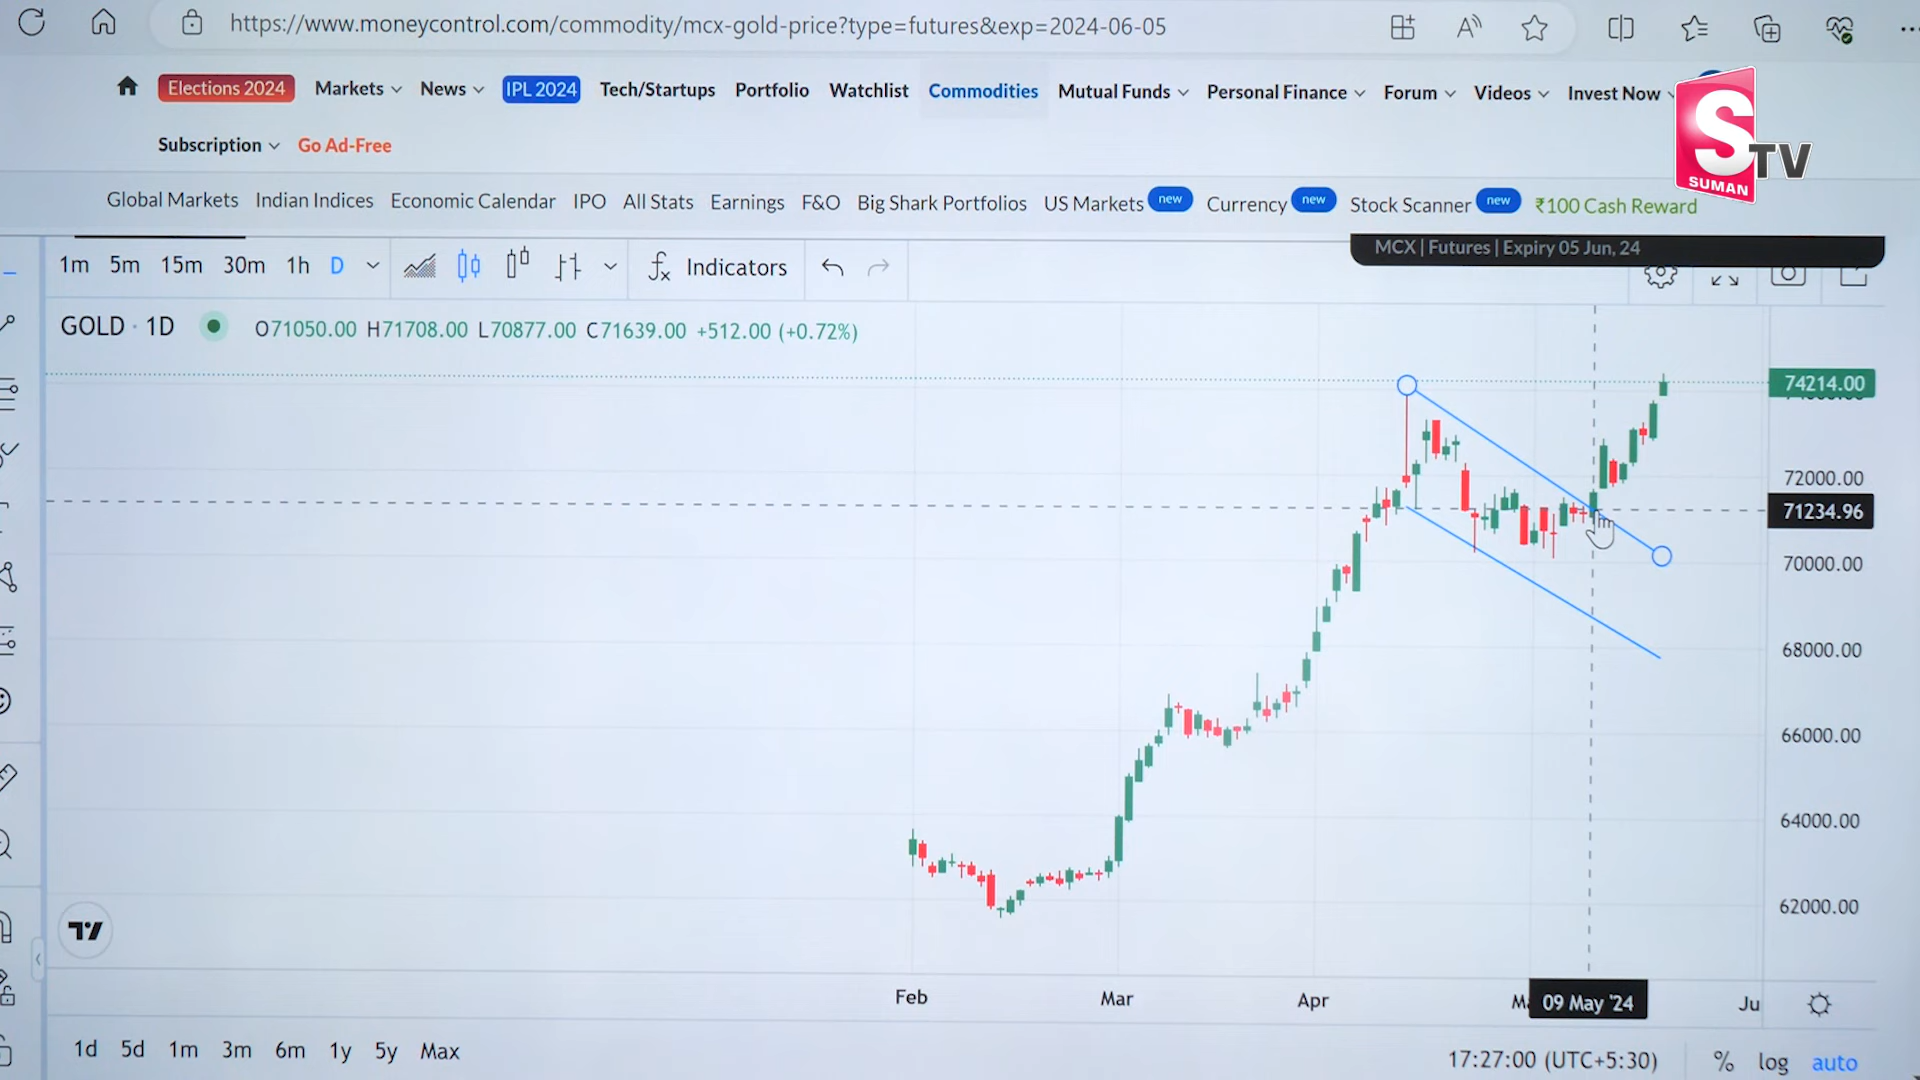 https://www.moneycontrol.com/commodity/mcx-gold-price?type=futures&exp=2024-06-05
Elections 2024 Markets News IPL 2024 Tech/Startups Portfolio Watchlist Commodities Mutual Funds Personal Finance Forum Videos Invest Now
Subscription Go Ad-Free
S TV
SUMAN
Global Markets Indian Indices Economic Calendar IPO All Stats Earnings F&O Big Shark Portfolios US Markets new Currency new Stock Scanner new ₹100 Cash Reward
MCX | Futures | Expiry 05 Jun, 24
1m 5m 15m 30m 1h D Indicators
GOLD · 1D O71050.00 H71708.00 L70877.00 C71639.00 +512.00 (+0.72%)
74214.00
72000.00
71234.96
70000.00
68000.00
66000.00
64000.00
62000.00
Feb Mar Apr 09 May '24 Ju
1d 5d 1m 3m 6m 1y 5y Max
17:27:00 (UTC+5:30) % log auto